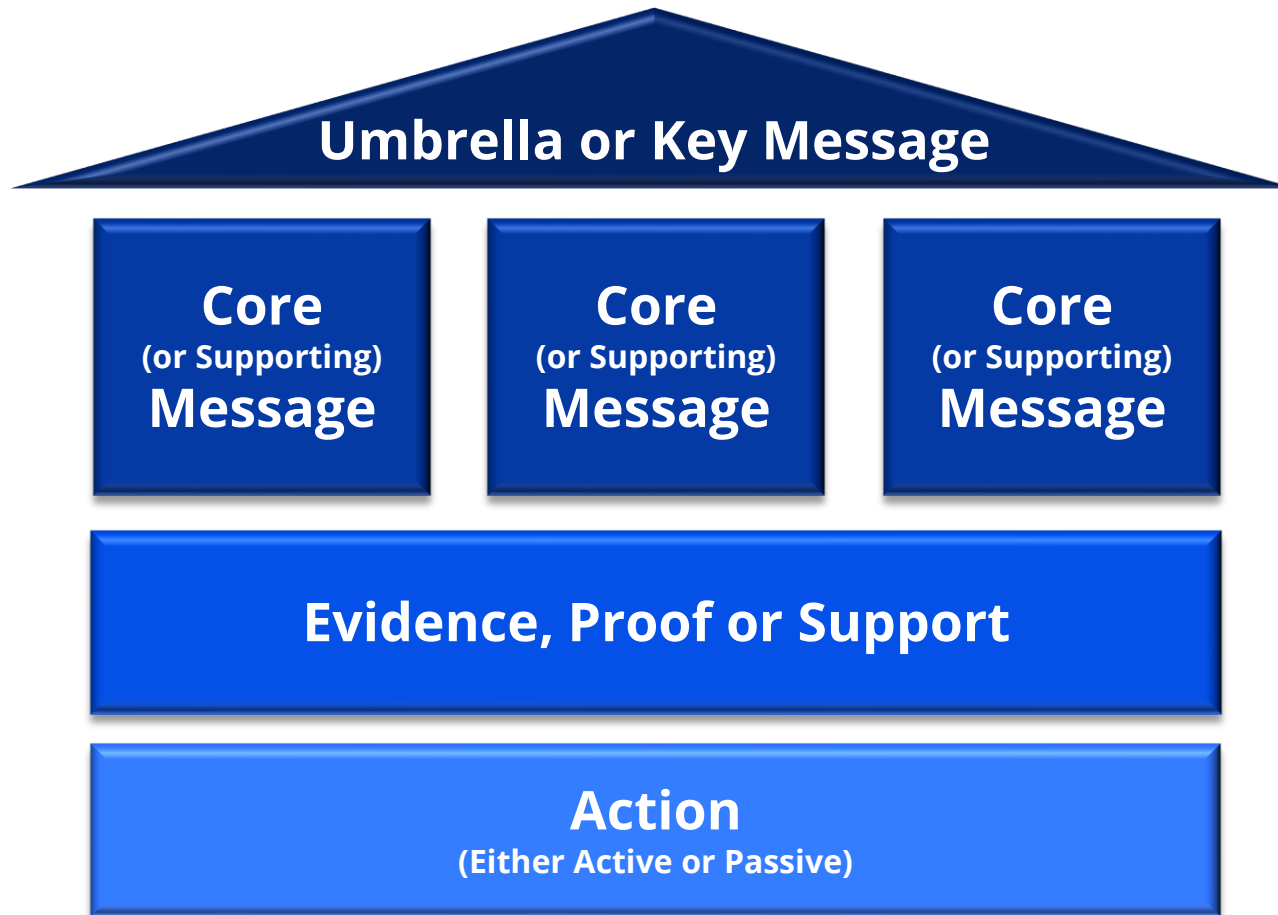 Umbrella or Key Message
Core
(or Supporting)
Message
Core
(or Supporting)
Message
Core
(or Supporting)
Message
Evidence, Proof or Support
Action
(Either Active or Passive)